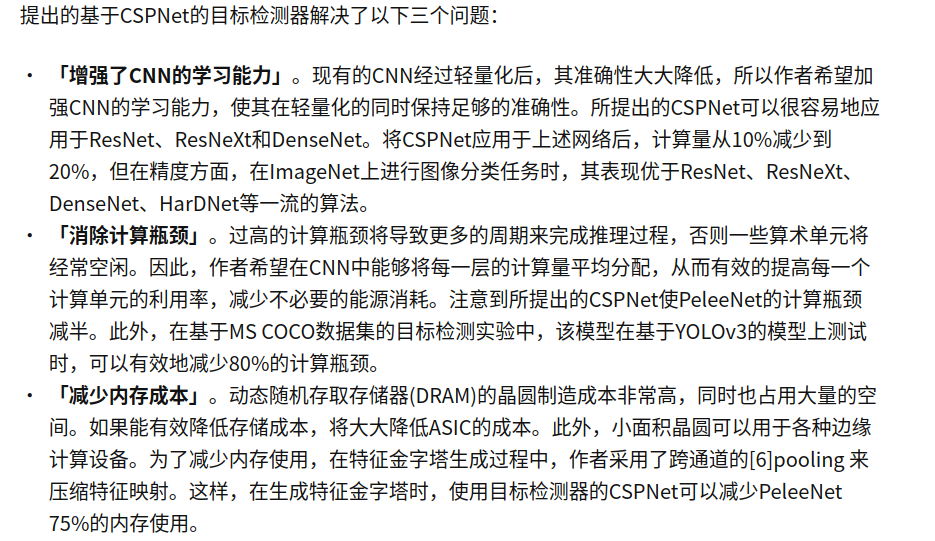 提出的基于CSPNet的目标检测器解决了以下三个问题：
• 「增强了CNN的学习能力」。现有的CNN经过轻量化后，其准确性大大降低，所以作者希望加
强CNN的学习能力，使其在轻量化的同时保持足够的准确性。所提出的CSPNet可以很容易地应
用于ResNet、ResNeXt和DenseNet。将CSPNet应用于上述网络后，计算量从10%减少到
20%，但在精度方面，在ImageNet上进行图像分类任务时，其表现优于ResNet、ResNeXt、
DenseNet、HarDNet等一流的算法。
• 「消除计算瓶颈」。过高的计算瓶颈将导致更多的周期来完成推理过程，否则一些算术单元将
经常空闲。因此，作者希望在CNN中能够将每一层的计算量平均分配，从而有效的提高每一个
计算单元的利用率，减少不必要的能源消耗。注意到所提出的CSPNet使PeleeNet的计算瓶颈
减半。此外，在基于MS COCO数据集的目标检测实验中，该模型在基于YOLOv3的模型上测试
时，可以有效地减少80%的计算瓶颈。
• 「减少内存成本」。动态随机存取存储器(DRAM)的晶圆制造成本非常高，同时也占用大量的空
间。如果能有效降低存储成本，将大大降低ASIC的成本。此外，小面积晶圆可以用于各种边缘
计算设备。为了减少内存使用，在特征金字塔生成过程中，作者采用了跨通道的[6]pooling 来
压缩特征映射。这样，在生成特征金字塔时，使用目标检测器的CSPNet可以减少PeleeNet
75%的内存使用。